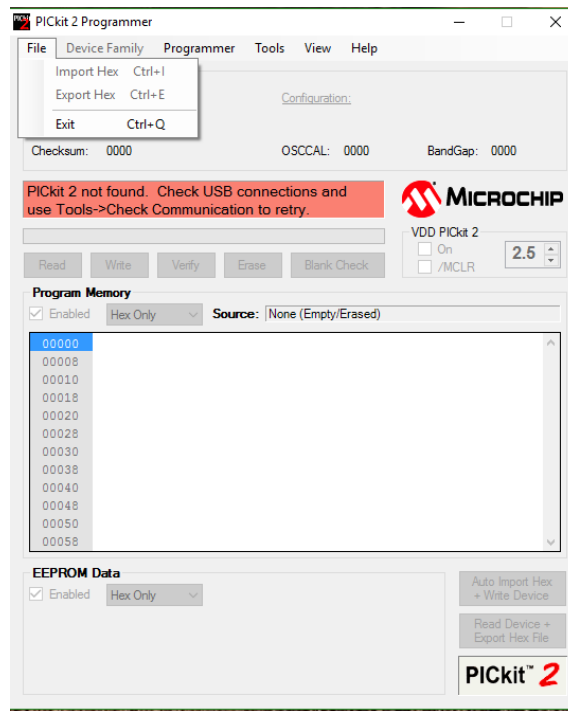 PICkit 2 Programmer
File Device Family Programmer Tools View Help
Import Hex Ctrl+I
Export Hex Ctrl+E
Exit Ctrl+Q
Configuration:
Checksum: 0000 OSCCAL: 0000 BandGap: 0000
PICkit 2 not found. Check USB connections and
use Tools->Check Communication to retry.
MICROCHIP
VDD PICkit 2
On
/MCLR
2.5
Read Write Verify Erase Blank Check
Program Memory
Enabled Hex Only Source: None (Empty/Erased)
00000
00008
00010
00018
00020
00028
00030
00038
00040
00048
00050
00058
EEPROM Data
Enabled Hex Only
Auto Import Hex
+ Write Device
Read Device +
Export Hex File
PICkit™ 2